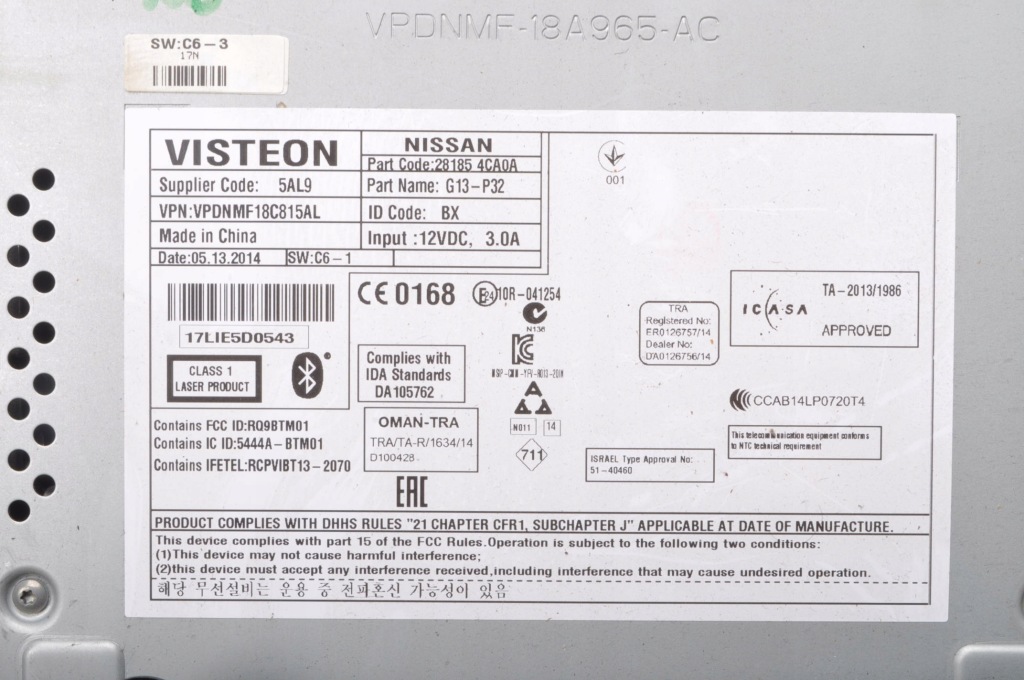 VPDNMF-18A965-AC
SW:C6-3
17N
VISTEON
Supplier Code: 5AL9
VPN:VPDNMF18C815AL
Made in China
Date:05.13.2014
SW:C6-1
NISSAN
Part Code:28185 4CA0A
Part Name: G13-P32
ID Code: BX
Input :12VDC, 3.0A
001
17LIE5D0543
CLASS 1
LASER PRODUCT
CE 0168
E24 10R-041254
N136
Complies with
IDA Standards
DA105762
OMAN-TRA
TRA/TA-R/1634/14
D100428
N011
14
711
TRA
Registered No:
ER0126757/14
Dealer No:
DA0126756/14
ICASA
TA-2013/1986
APPROVED
CCAB14LP0720T4
This telecommunication equipment conforms
to NTC technical requirement
ISRAEL Type Approval No:
51-40460
Contains FCC ID:RQ9BTM01
Contains IC ID:5444A-BTM01
Contains IFETEL:RCPVIBT13-2070
EAC
PRODUCT COMPLIES WITH DHHS RULES "21 CHAPTER CFR1, SUBCHAPTER J" APPLICABLE AT DATE OF MANUFACTURE.
This device complies with part 15 of the FCC Rules.Operation is subject to the following two conditions:
(1)This device may not cause harmful interference;
(2)this device must accept any interference received,including interference that may cause undesired operation.
해당 무선설비는 운용 중 전파혼신 가능성이 있음